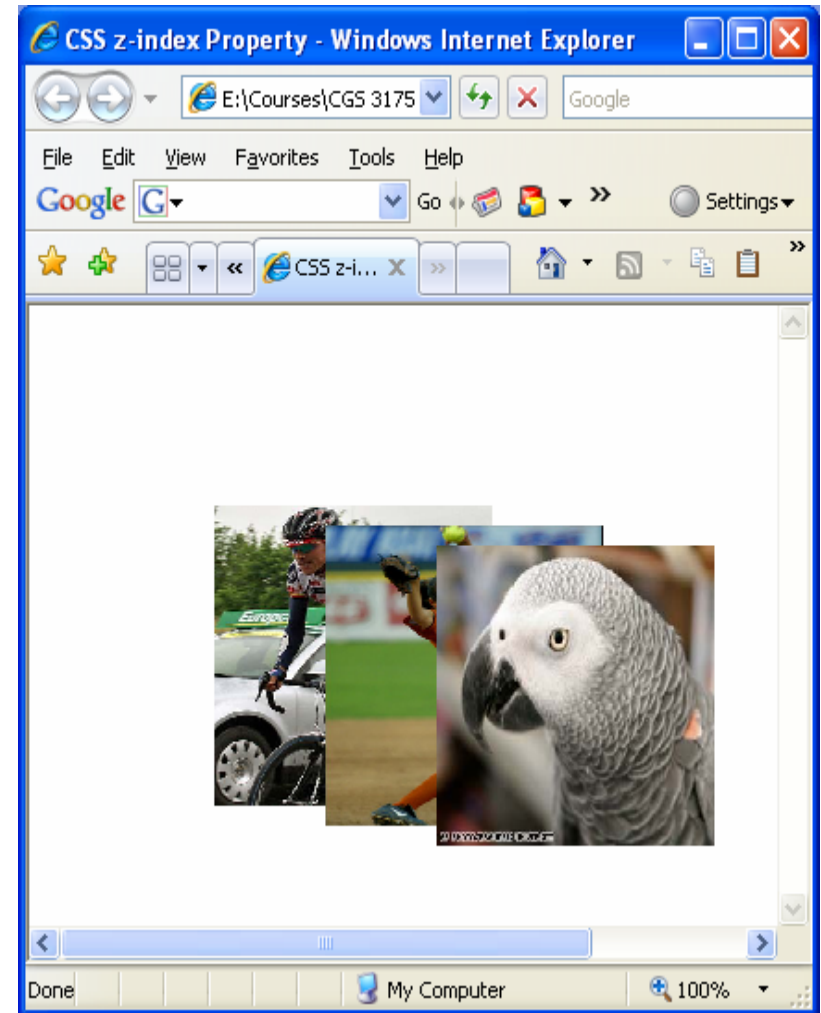 CSS z-index Property - Windows Internet Explorer
E:\Courses\CGS 3175
Google
File Edit View Favorites Tools Help
Google G Go Settings
CSS z-i...
Europcar
Done My Computer 100%